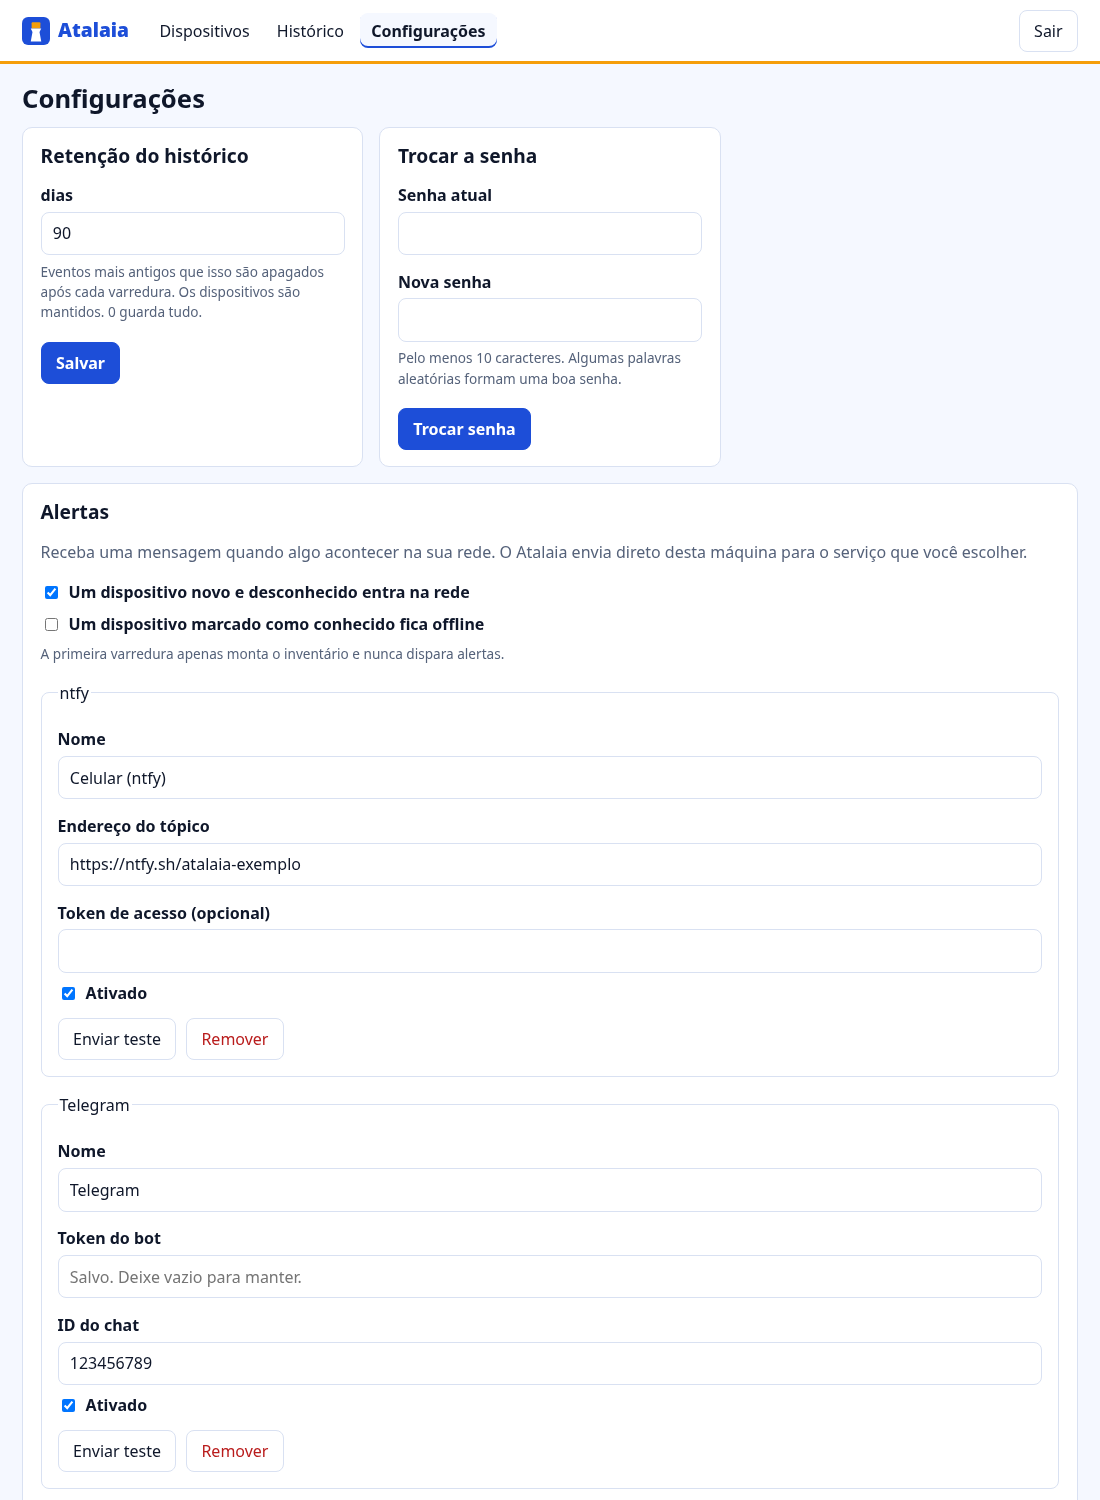 Atalaia
Dispositivos
Histórico
Configurações
Sair
Configurações
Retenção do histórico
dias
90
Eventos mais antigos que isso são apagados
após cada varredura. Os dispositivos são
mantidos. 0 guarda tudo.
Salvar
Trocar a senha
Senha atual
Nova senha
Pelo menos 10 caracteres. Algumas palavras
aleatórias formam uma boa senha.
Trocar senha
Alertas
Receba uma mensagem quando algo acontecer na sua rede. O Atalaia envia direto desta máquina para o serviço que você escolher.
Um dispositivo novo e desconhecido entra na rede
Um dispositivo marcado como conhecido fica offline
A primeira varredura apenas monta o inventário e nunca dispara alertas.
ntfy
Nome
Celular (ntfy)
Endereço do tópico
https://ntfy.sh/atalaia-exemplo
Token de acesso (opcional)
Ativado
Enviar teste
Remover
Telegram
Nome
Telegram
Token do bot
Salvo. Deixe vazio para manter.
ID do chat
123456789
Ativado
Enviar teste
Remover